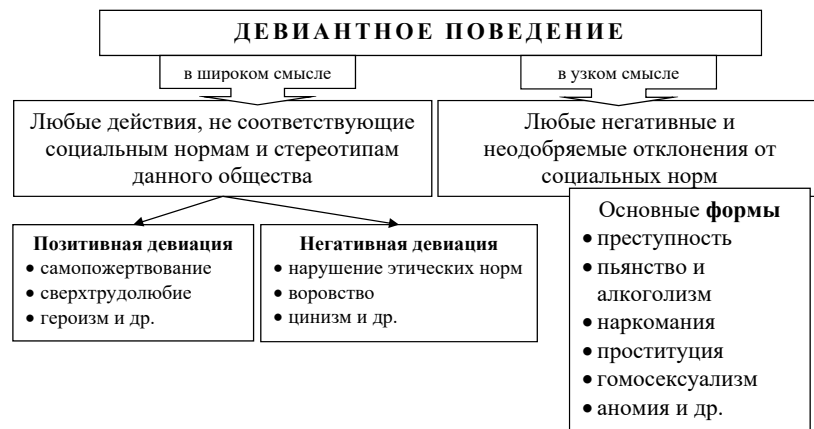 ДЕВИАНТНОЕ ПОВЕДЕНИЕ
в широком смысле
в узком смысле
Любые действия, не соответствующие
социальным нормам и стереотипам
данного общества
Любые негативные и
неодобряемые отклонения от
социальных норм
Позитивная девиация
• самопожертвование
• сверхтрудолюбие
• героизм и др.
Негативная девиация
• нарушение этических норм
• воровство
• цинизм и др.
Основные формы
• преступность
• пьянство и
алкоголизм
• наркомания
• проституция
• гомосексуализм
• аномия и др.